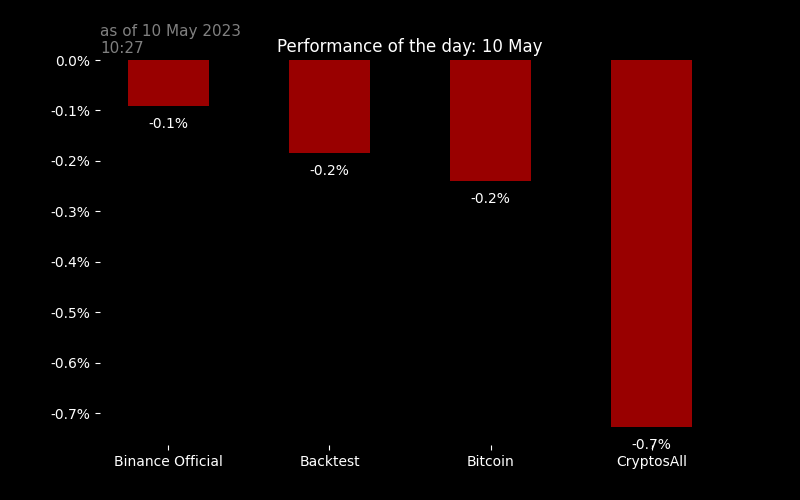 as of 10 May 2023
10:27
Performance of the day: 10 May
0.0%
-0.1%
-0.2%
-0.3%
-0.4%
-0.5%
-0.6%
-0.7%
-0.1%
-0.2%
-0.2%
-0.7%
Binance Official
Backtest
Bitcoin
CryptosAll